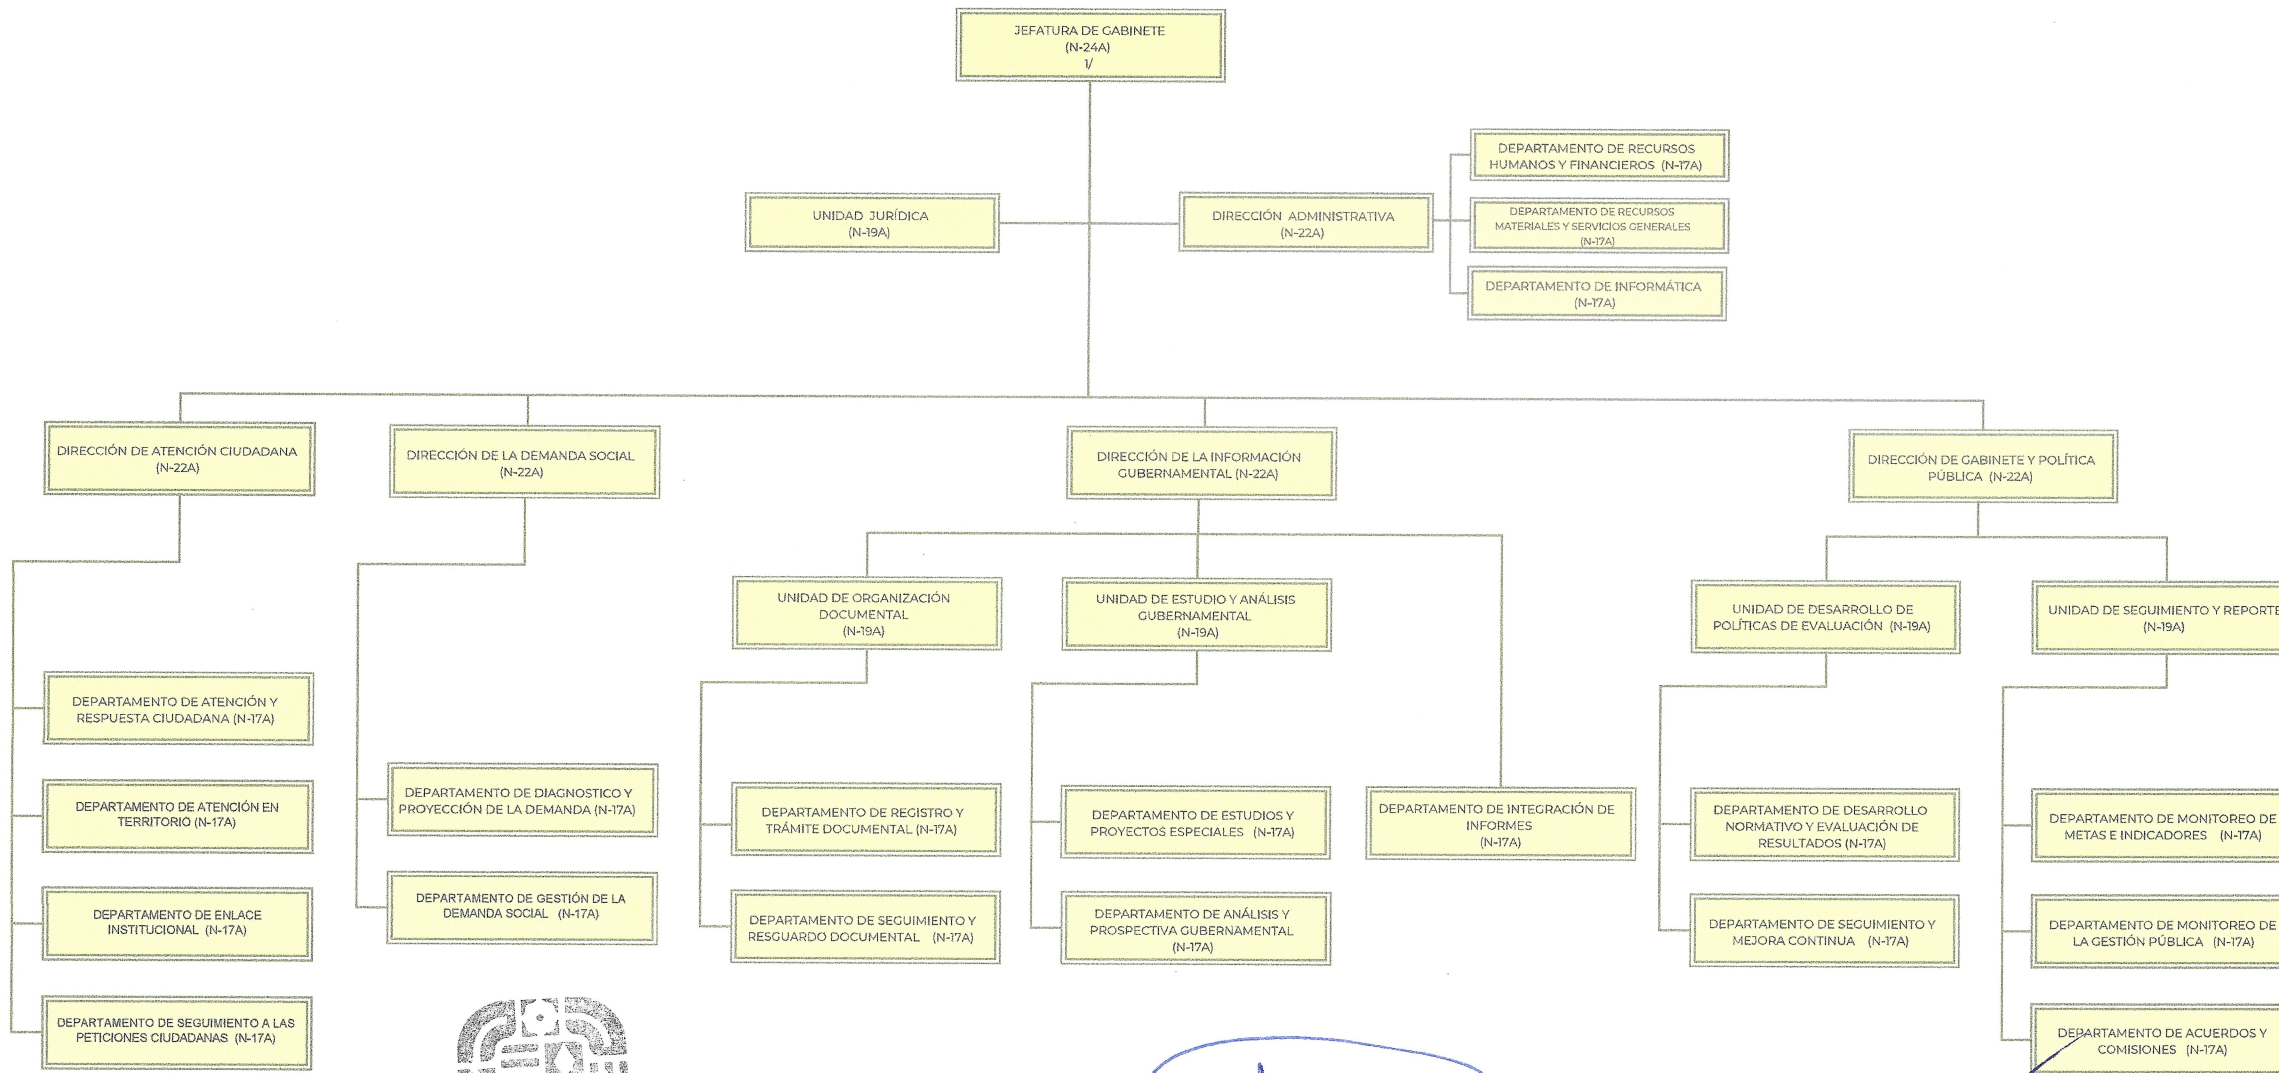 JEFATURA DE GABINETE
(N-24A)
1/
DEPARTAMENTO DE RECURSOS
HUMANOS Y FINANCIEROS (N-17A)
UNIDAD JURÍDICA
(N-19A)
DIRECCIÓN ADMINISTRATIVA
(N-22A)
DEPARTAMENTO DE RECURSOS
MATERIALES Y SERVICIOS GENERALES
(N-17A)
DEPARTAMENTO DE INFORMÁTICA
(N-17A)
DIRECCIÓN DE ATENCIÓN CIUDADANA
(N-22A)
DIRECCIÓN DE LA DEMANDA SOCIAL
(N-22A)
DIRECCIÓN DE LA INFORMACIÓN
GUBERNAMENTAL (N-22A)
DIRECCIÓN DE GABINETE Y POLÍTICA
PÚBLICA (N-22A)
UNIDAD DE ORGANIZACIÓN
DOCUMENTAL
(N-19A)
UNIDAD DE ESTUDIO Y ANÁLISIS
GUBERNAMENTAL
(N-19A)
UNIDAD DE DESARROLLO DE
POLÍTICAS DE EVALUACIÓN (N-19A)
UNIDAD DE SEGUIMIENTO Y REPORTE
(N-19A)
DEPARTAMENTO DE ATENCIÓN Y
RESPUESTA CIUDADANA (N-17A)
DEPARTAMENTO DE ATENCIÓN EN
TERRITORIO (N-17A)
DEPARTAMENTO DE ENLACE
INSTITUCIONAL (N-17A)
DEPARTAMENTO DE SEGUIMIENTO A LAS
PETICIONES CIUDADANAS (N-17A)
DEPARTAMENTO DE DIAGNOSTICO Y
PROYECCIÓN DE LA DEMANDA (N-17A)
DEPARTAMENTO DE GESTIÓN DE LA
DEMANDA SOCIAL (N-17A)
DEPARTAMENTO DE REGISTRO Y
TRÁMITE DOCUMENTAL (N-17A)
DEPARTAMENTO DE SEGUIMIENTO Y
RESGUARDO DOCUMENTAL (N-17A)
DEPARTAMENTO DE ESTUDIOS Y
PROYECTOS ESPECIALES (N-17A)
DEPARTAMENTO DE ANÁLISIS Y
PROSPECTIVA GUBERNAMENTAL
(N-17A)
DEPARTAMENTO DE INTEGRACIÓN DE
INFORMES
(N-17A)
DEPARTAMENTO DE DESARROLLO
NORMATIVO Y EVALUACIÓN DE
RESULTADOS (N-17A)
DEPARTAMENTO DE SEGUIMIENTO Y
MEJORA CONTINUA (N-17A)
DEPARTAMENTO DE MONITOREO DE
METAS E INDICADORES (N-17A)
DEPARTAMENTO DE MONITOREO DE
LA GESTIÓN PÚBLICA (N-17A)
DEPARTAMENTO DE ACUERDOS Y
COMISIONES (N-17A)